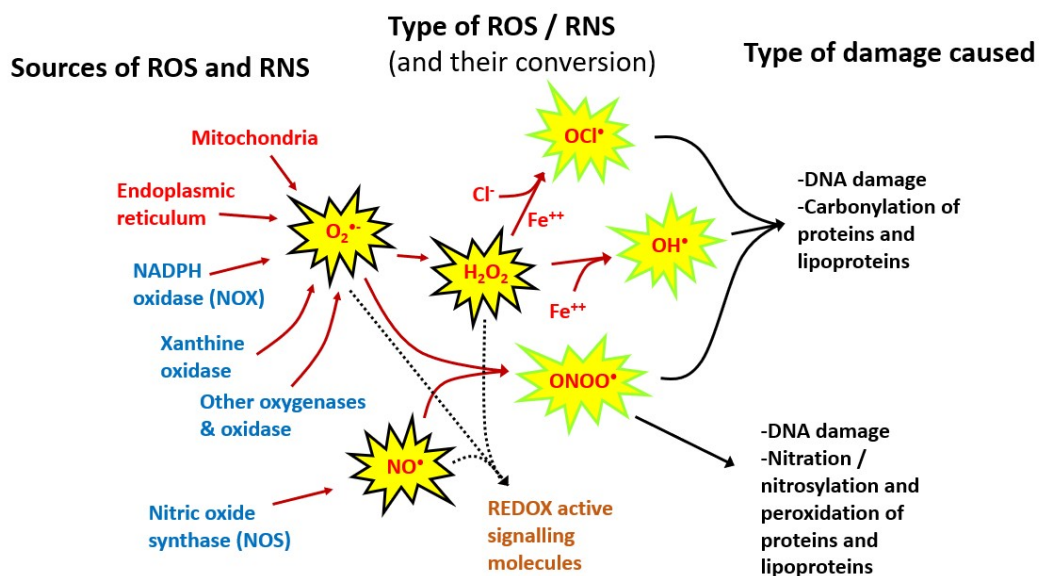 Sources of ROS and RNS
Type of ROS / RNS
(and their conversion)
Type of damage caused
Mitochondria
Endoplasmic
reticulum
NADPH
oxidase (NOX)
Xanthine
oxidase
Other oxygenases
& oxidase
Nitric oxide
synthase (NOS)
O₂•⁻
NO•
H₂O₂
Cl⁻
Fe⁺⁺
Fe⁺⁺
OCl•
OH•
ONOO•
REDOX active
signalling
molecules
-DNA damage
-Carbonylation of
proteins and
lipoproteins
-DNA damage
-Nitration /
nitrosylation and
peroxidation of
proteins and
lipoproteins